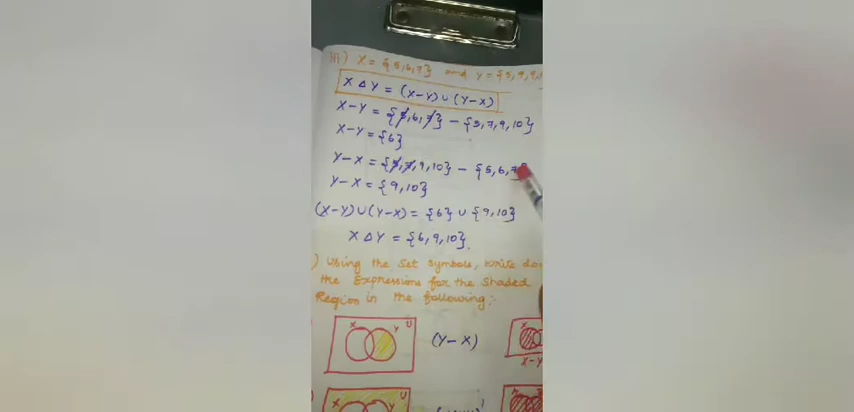 iii) X = {5,6,7} and Y = {5,7,9,1
X Δ Y = (X-Y) ∪ (Y-X)
X-Y = {5,6,7} - {5,7,9,10}
X-Y = {6}
Y-X = {5,7,9,10} - {5,6,7}
Y-X = {9,10}
(X-Y) ∪ (Y-X) = {6} ∪ {9,10}
X Δ Y = {6,9,10}.
) Using the Set Symbols, Write do
the Expressions for the Shaded
Region in the following:
X Y U
(Y-X)
X-Y
X Y U